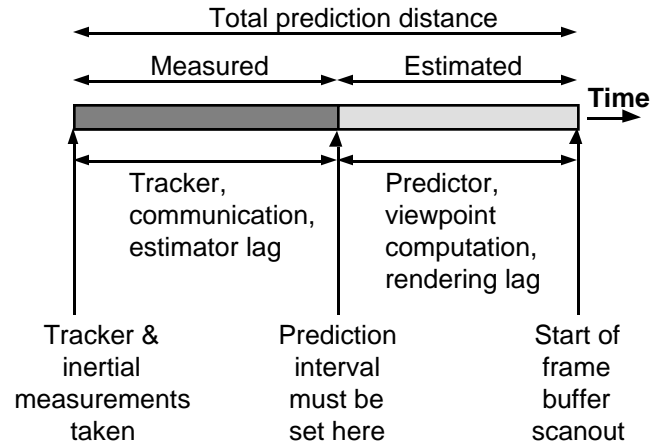 Total prediction distance
Measured
Estimated
Time
Tracker,
communication,
estimator lag
Predictor,
viewpoint
computation,
rendering lag
Tracker &
inertial
measurements
taken
Prediction
interval
must be
set here
Start of
frame
buffer
scanout